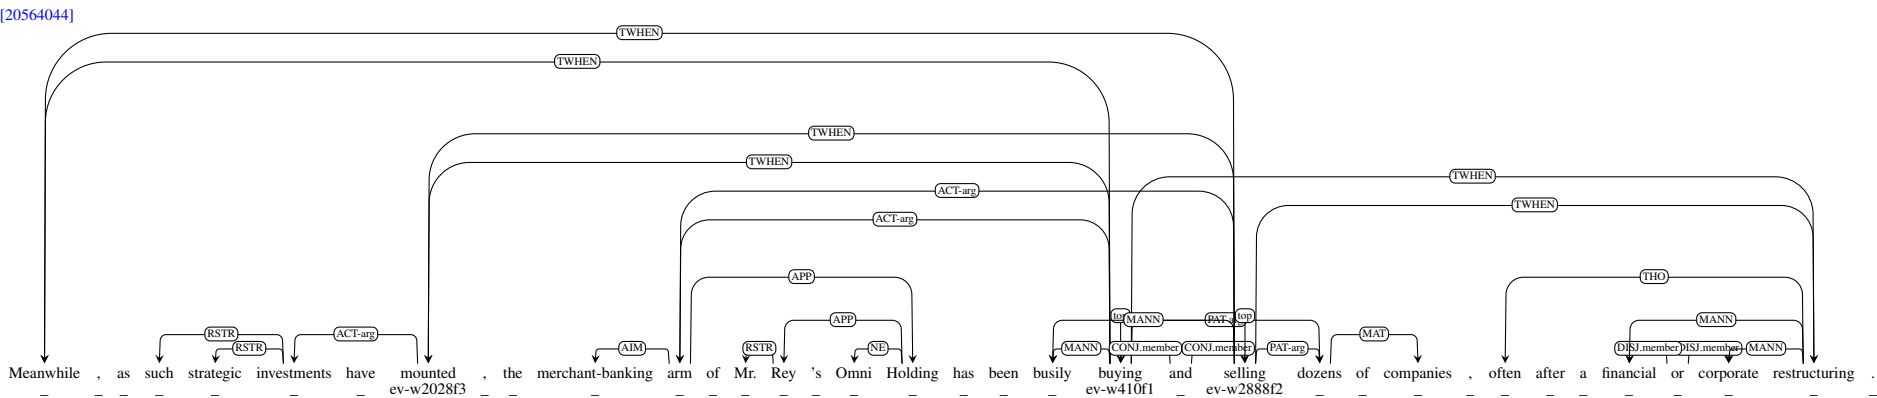 [20564044]
TWHEN
TWHEN
TWHEN
TWHEN
TWHEN
ACT-arg
TWHEN
ACT-arg
APP THO
APP top MANN top MANN
RSTR ACT-arg MAT
RSTR AIM RSTR NE MANN CONJ.member CONJ.member PAT-arg DISJ.member MANN
Meanwhile , as such strategic investments have mounted , the merchant-banking arm of Mr. Rey 's Omni Holding has been busily buying and selling dozens of companies , often after a financial or corporate restructuring .
_ _ _ _ _ _ _ ev-w2028f3 _ _ _ _ _ _ _ _ _ _ _ _ _ ev-w410f1 _ ev-w2888f2 _ _ _ _ _ _ _ _ _ _ _ _